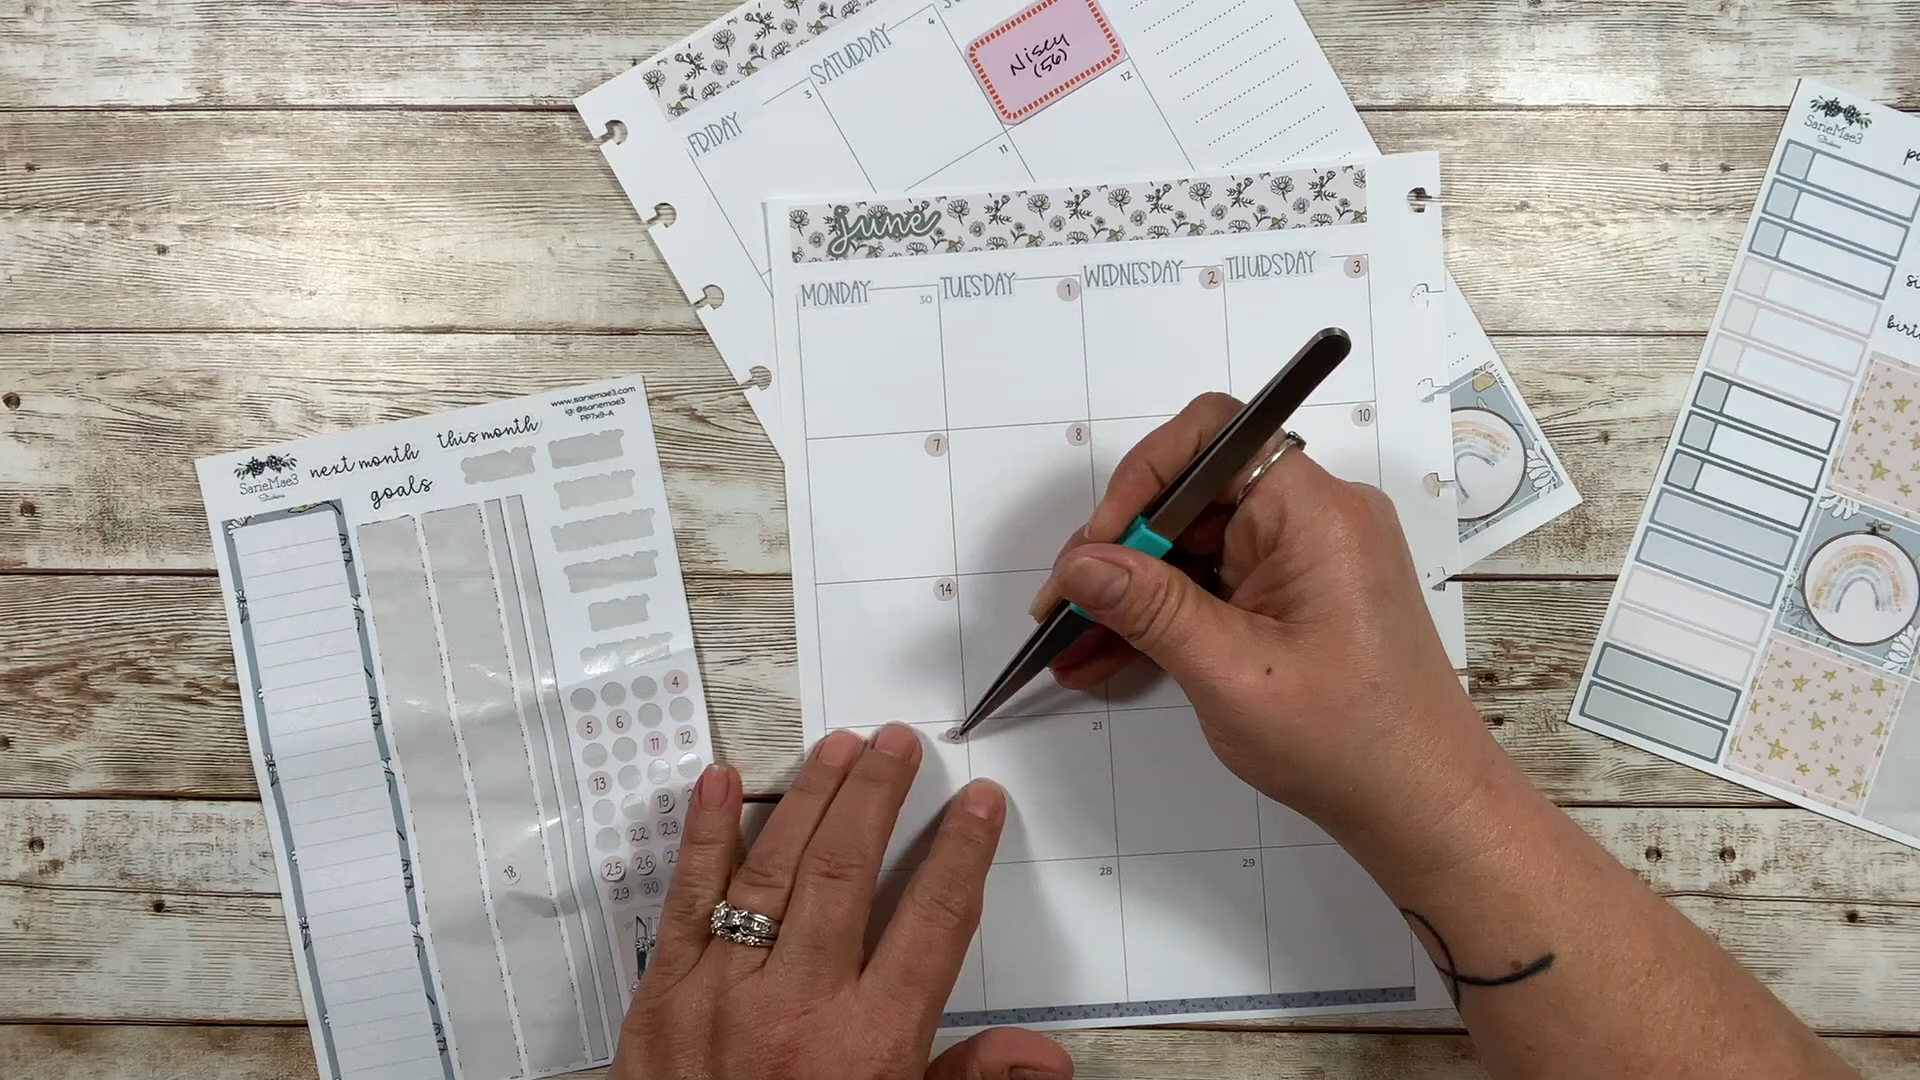 FRIDAY
3
SATURDAY
4
Nisey
(56)
11
12
june
MONDAY
30
TUESDAY
1
WEDNESDAY
2
THURSDAY
3
7
8
10
14
21
28
29
www.sariemae3.com
ig: @sariemae3
PP7x9-A
SarieMae3
Stickers
next month
this month
goals
4
5
6
11
12
13
18
19
22
23
25
26
29
30
SarieMae3
Stickers